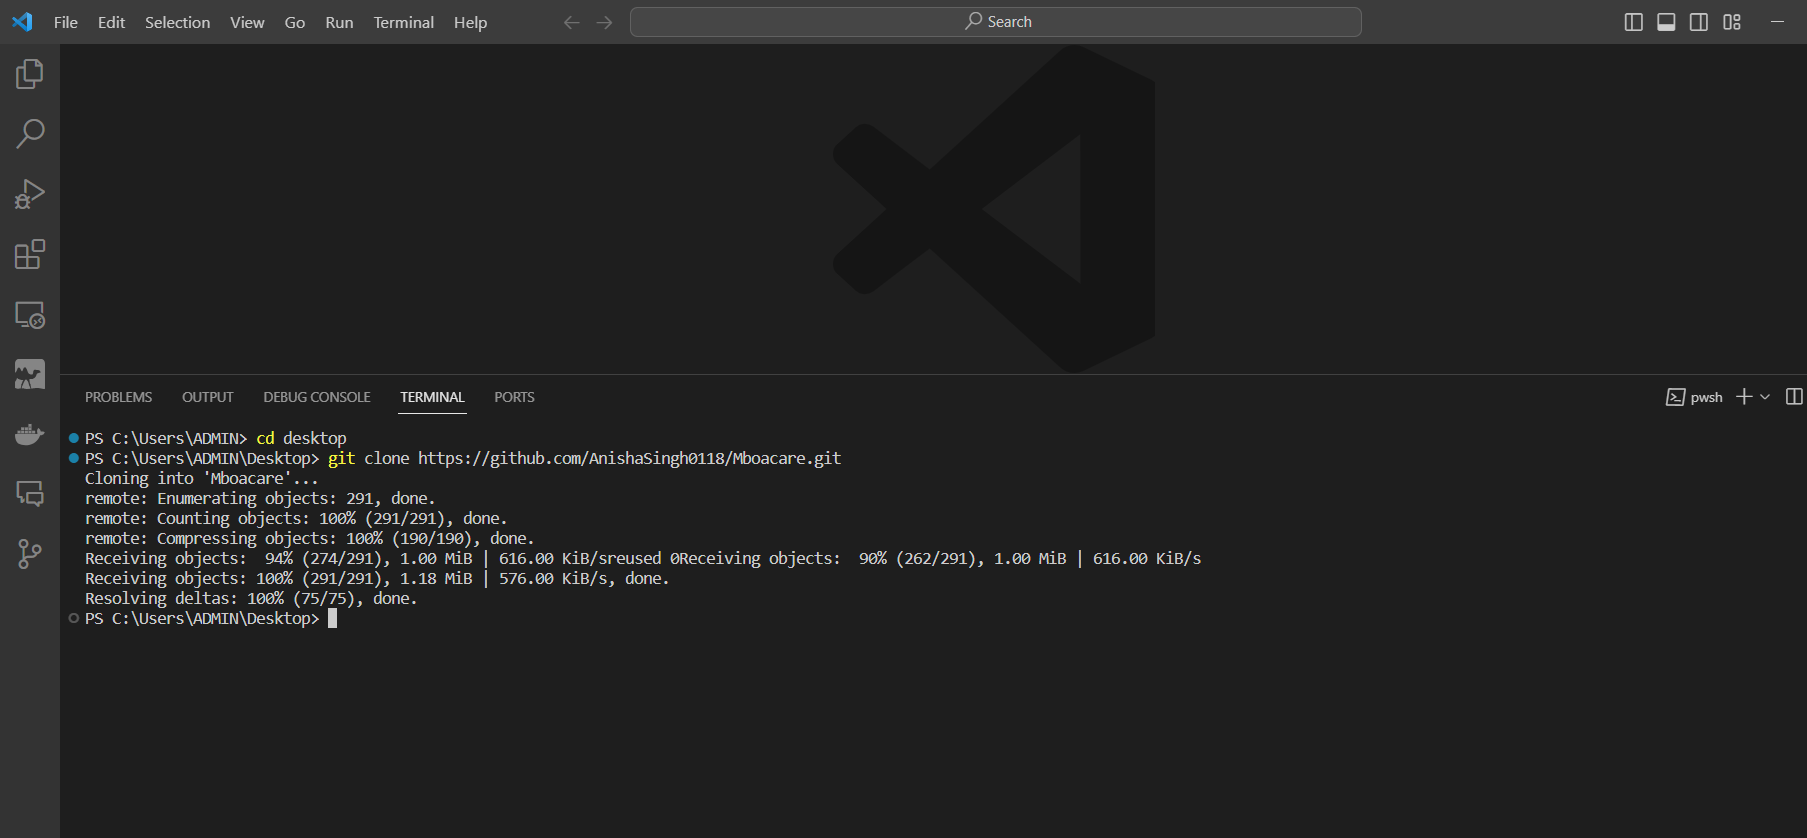 File Edit Selection View Go Run Terminal Help Search
PROBLEMS OUTPUT DEBUG CONSOLE TERMINAL PORTS pwsh
PS C:\Users\ADMIN> cd desktop
PS C:\Users\ADMIN\Desktop> git clone https://github.com/AnishaSingh0118/Mboacare.git
Cloning into 'Mboacare'...
remote: Enumerating objects: 291, done.
remote: Counting objects: 100% (291/291), done.
remote: Compressing objects: 100% (190/190), done.
Receiving objects:  94% (274/291), 1.00 MiB | 616.00 KiB/sreused 0Receiving objects:  90% (262/291), 1.00 MiB | 616.00 KiB/s
Receiving objects: 100% (291/291), 1.18 MiB | 576.00 KiB/s, done.
Resolving deltas: 100% (75/75), done.
PS C:\Users\ADMIN\Desktop>